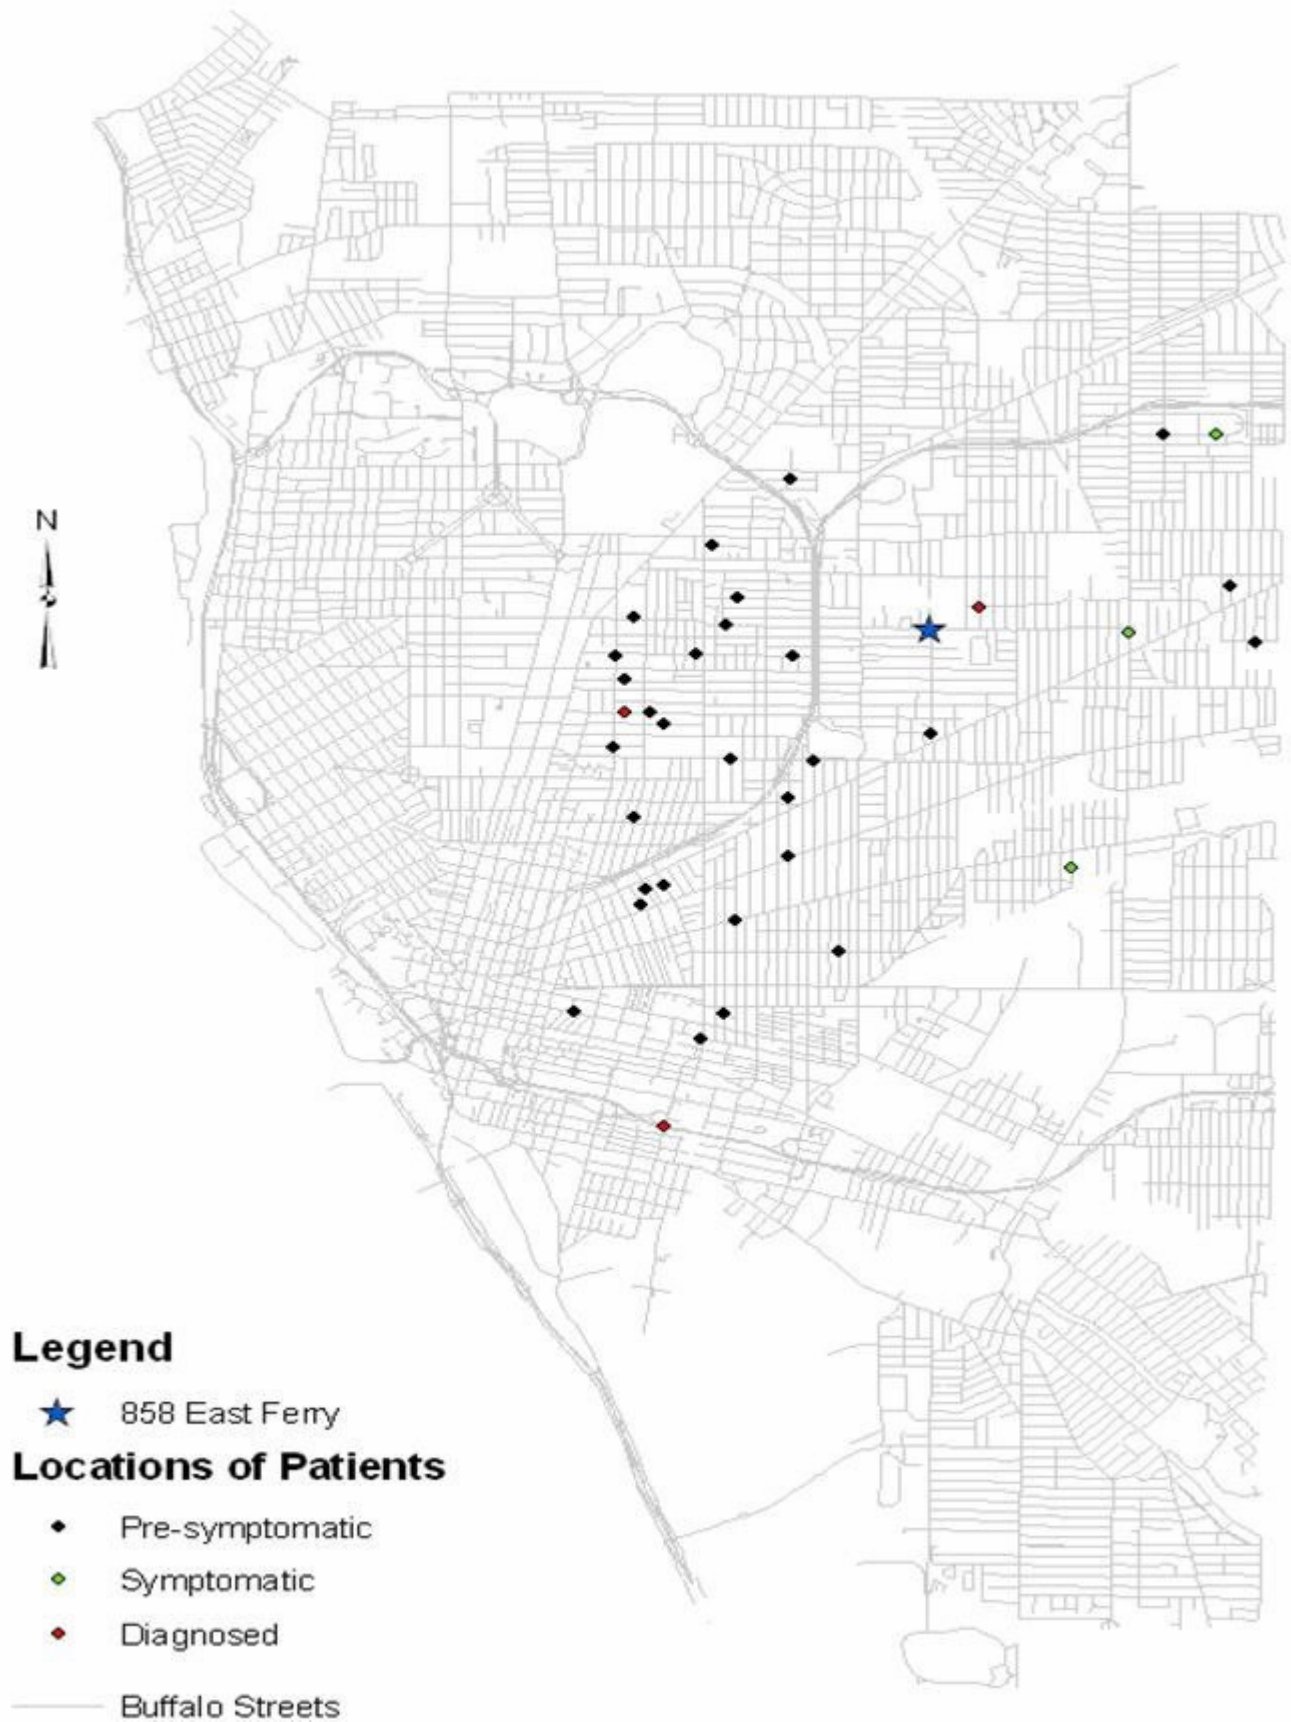 N
Legend
858 East Ferry
Locations of Patients
Pre-symptomatic
Symptomatic
Diagnosed
Buffalo Streets